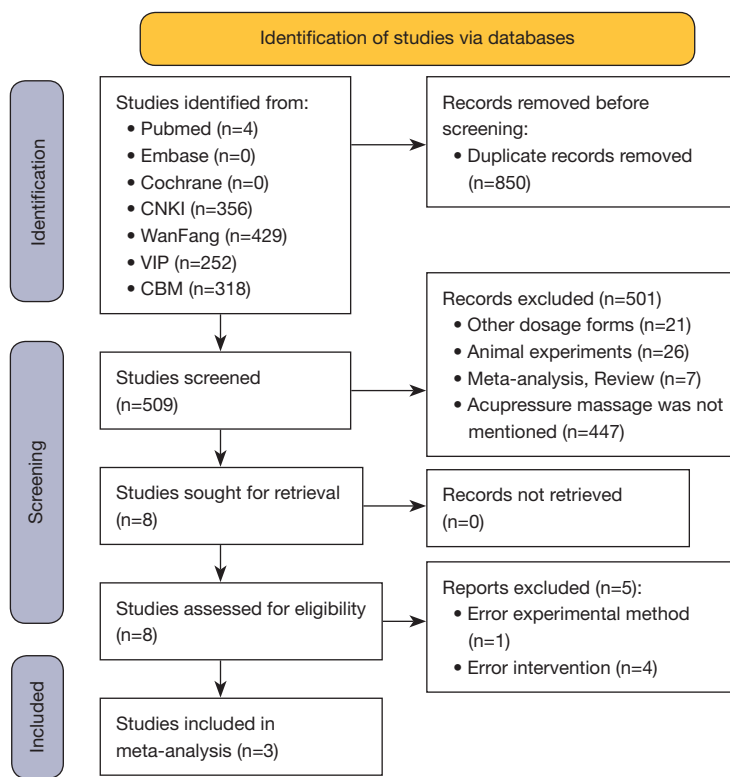 Identification of studies via databases
Identification
Studies identified from:
• Pubmed (n=4)
• Embase (n=0)
• Cochrane (n=0)
• CNKI (n=356)
• WanFang (n=429)
• VIP (n=252)
• CBM (n=318)
Records removed before
screening:
• Duplicate records removed
(n=850)
Screening
Studies screened
(n=509)
Records excluded (n=501)
• Other dosage forms (n=21)
• Animal experiments (n=26)
• Meta-analysis, Review (n=7)
• Acupressure massage was not
mentioned (n=447)
Studies sought for retrieval
(n=8)
Records not retrieved
(n=0)
Studies assessed for eligibility
(n=8)
Reports excluded (n=5):
• Error experimental method
(n=1)
• Error intervention (n=4)
Included
Studies included in
meta-analysis (n=3)